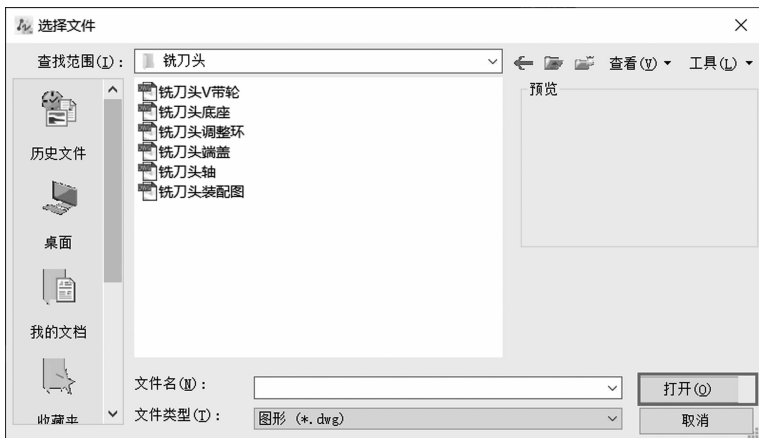 选择文件
查找范围(I): 铣刀头 查看(V) 工具(L)
历史文件
桌面
我的文档
收藏夹
铣刀头V带轮
铣刀头底座
铣刀头调整环
铣刀头端盖
铣刀头轴
铣刀头装配图
预览
文件名(N):
打开(O)
文件类型(T): 图形 (*.dwg)
取消